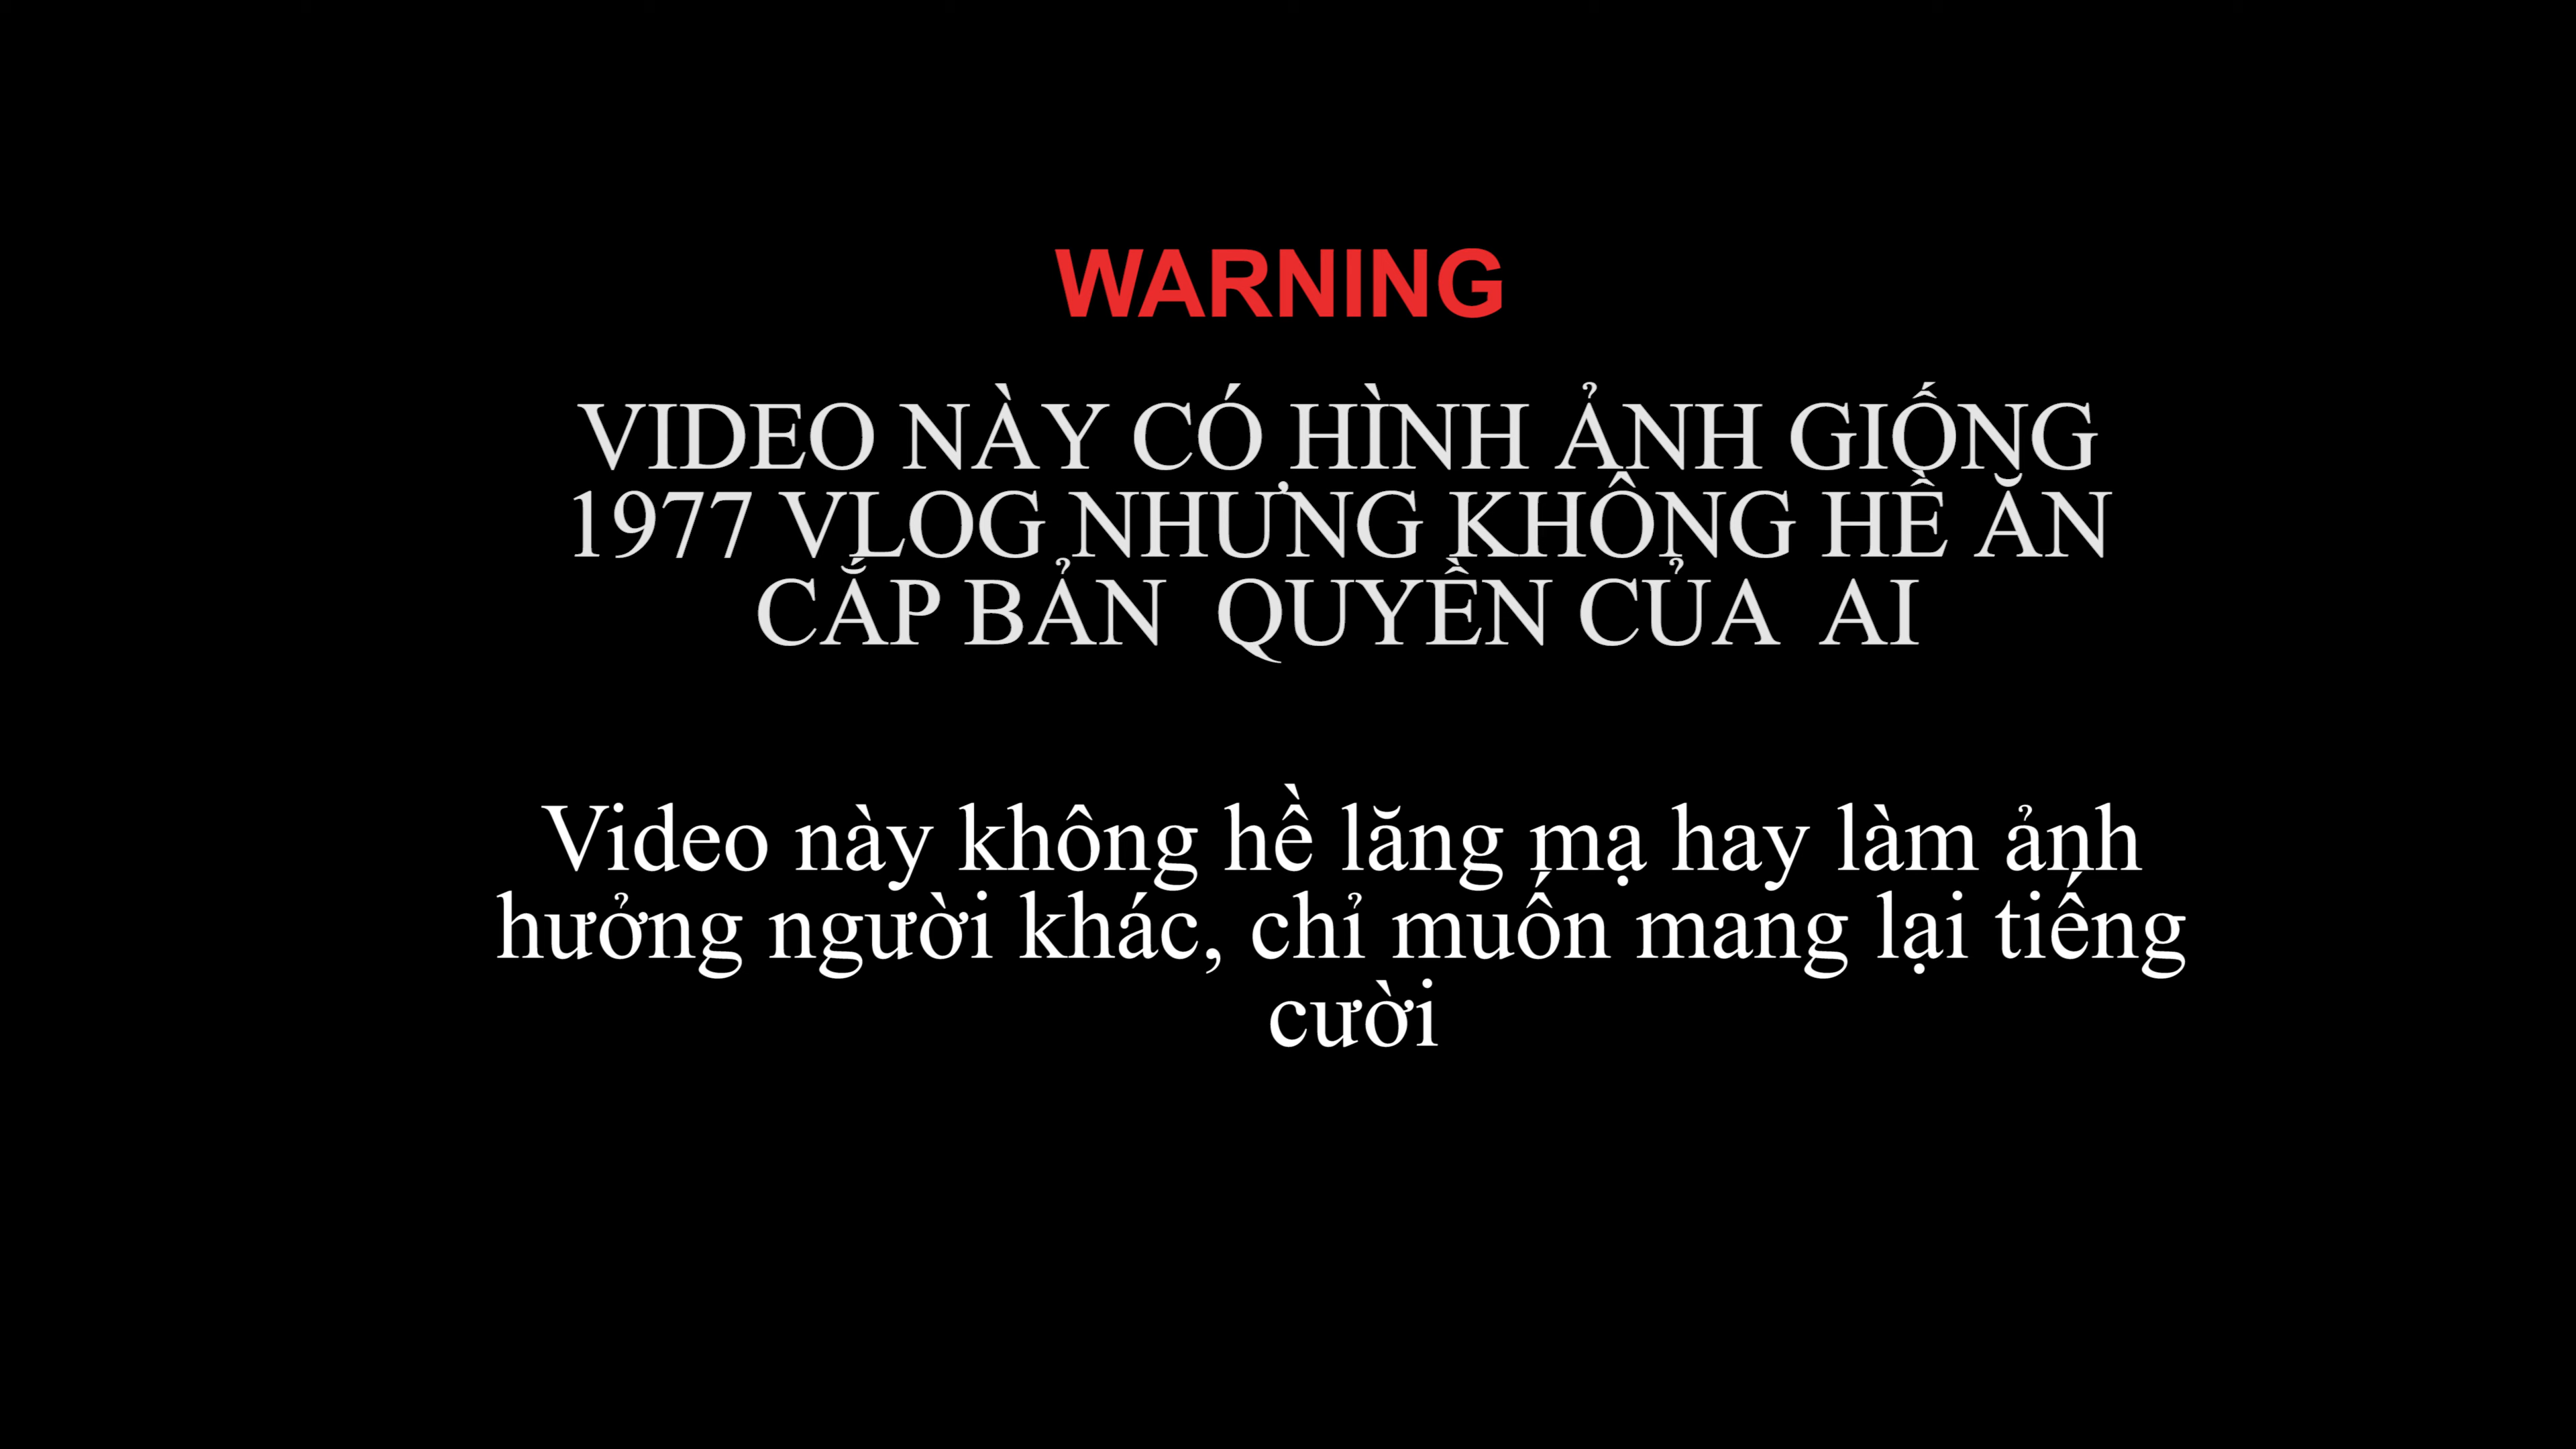 WARNING
VIDEO NÀY CÓ HÌNH ẢNH GIỐNG
1977 VLOG NHƯNG KHÔNG HỀ ĂN
CẮP BẢN  QUYỀN CỦA  AI
Video này không hề lăng mạ hay làm ảnh
hưởng người khác, chỉ muốn mang lại tiếng
cười